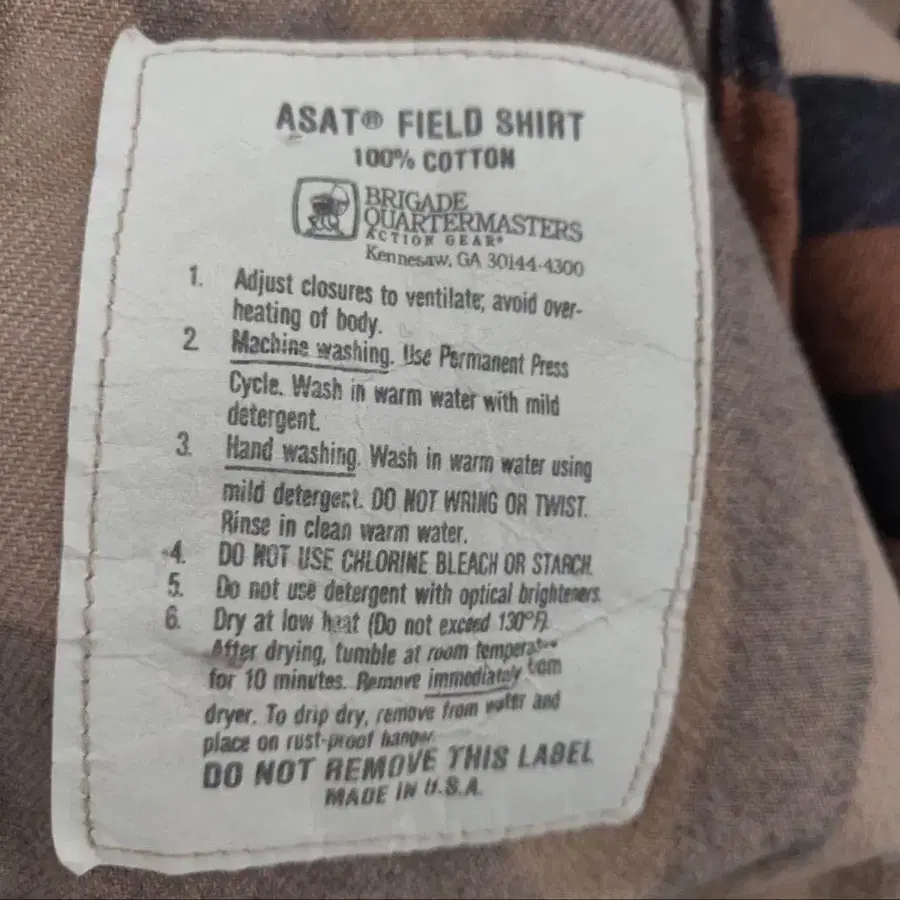 ASAT® FIELD SHIRT
100% COTTON
BRIGADE
QUARTERMASTERS
ACTION GEAR®
Kennesaw, GA 30144-4300
1. Adjust closures to ventilate; avoid over-
heating of body.
2 Machine washing. Use Permanent Press
Cycle. Wash in warm water with mild
detergent.
3. Hand washing. Wash in warm water using
mild detergent. DO NOT WRING OR TWIST.
Rinse in clean warm water.
4. DO NOT USE CHLORINE BLEACH OR STARCH.
5. Do not use detergent with optical brighteners.
6. Dry at low heat (Do not exceed 130°F).
After drying, tumble at room
for 10 minutes. Remove immediately
dryer. To drip dry, remove from water and
place on rust-proof hanger.
DO NOT REMOVE THIS LABEL
MADE IN U.S.A.